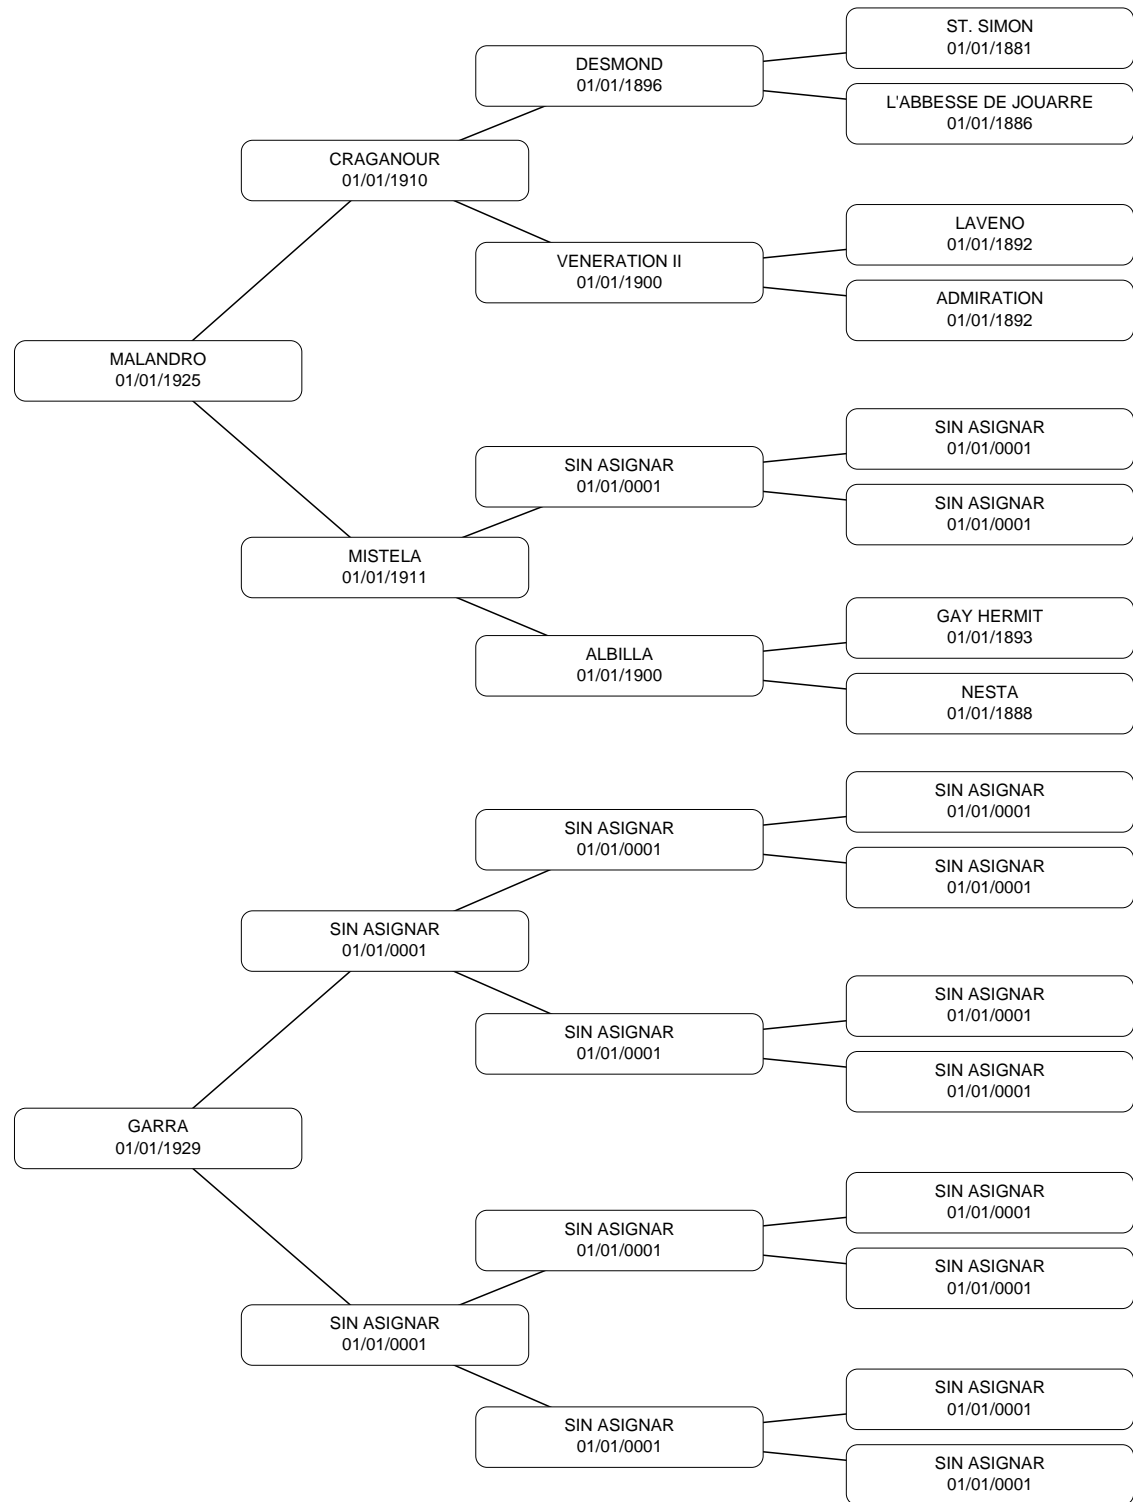 ST. SIMON
01/01/1881
DESMOND
01/01/1896
L'ABBESSE DE JOUARRE
01/01/1886
CRAGANOUR
01/01/1910
LAVENO
01/01/1892
VENERATION II
01/01/1900
ADMIRATION
01/01/1892
MALANDRO
01/01/1925
SIN ASIGNAR
01/01/0001
SIN ASIGNAR
01/01/0001
SIN ASIGNAR
01/01/0001
MISTELA
01/01/1911
GAY HERMIT
01/01/1893
ALBILLA
01/01/1900
NESTA
01/01/1888
SIN ASIGNAR
01/01/0001
SIN ASIGNAR
01/01/0001
SIN ASIGNAR
01/01/0001
SIN ASIGNAR
01/01/0001
SIN ASIGNAR
01/01/0001
SIN ASIGNAR
01/01/0001
SIN ASIGNAR
01/01/0001
GARRA
01/01/1929
SIN ASIGNAR
01/01/0001
SIN ASIGNAR
01/01/0001
SIN ASIGNAR
01/01/0001
SIN ASIGNAR
01/01/0001
SIN ASIGNAR
01/01/0001
SIN ASIGNAR
01/01/0001
SIN ASIGNAR
01/01/0001